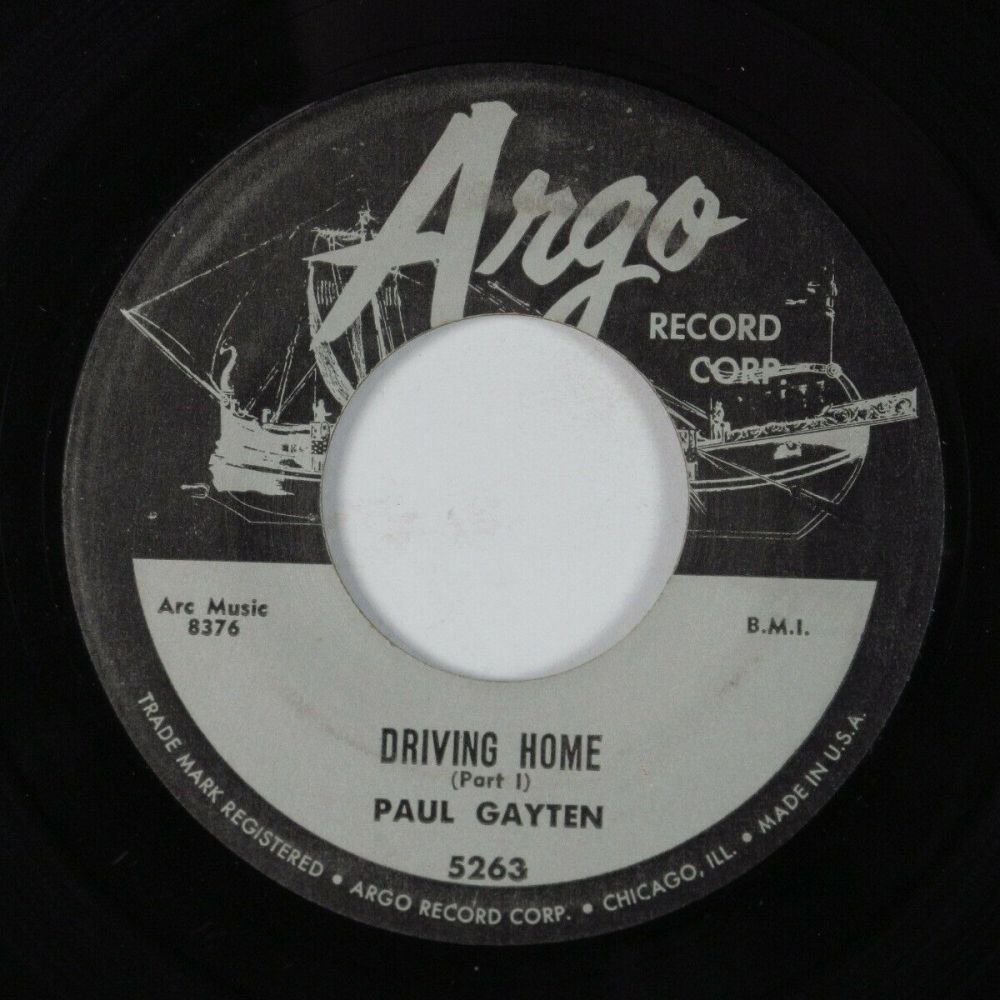 Argo
RECORD
CORP
Arc Music
8376
B.M.I.
DRIVING HOME
(Part 1)
PAUL GAYTEN
5263
TRADE MARK REGISTERED • ARGO RECORD CORP. • CHICAGO, ILL. • MADE IN U.S.A.